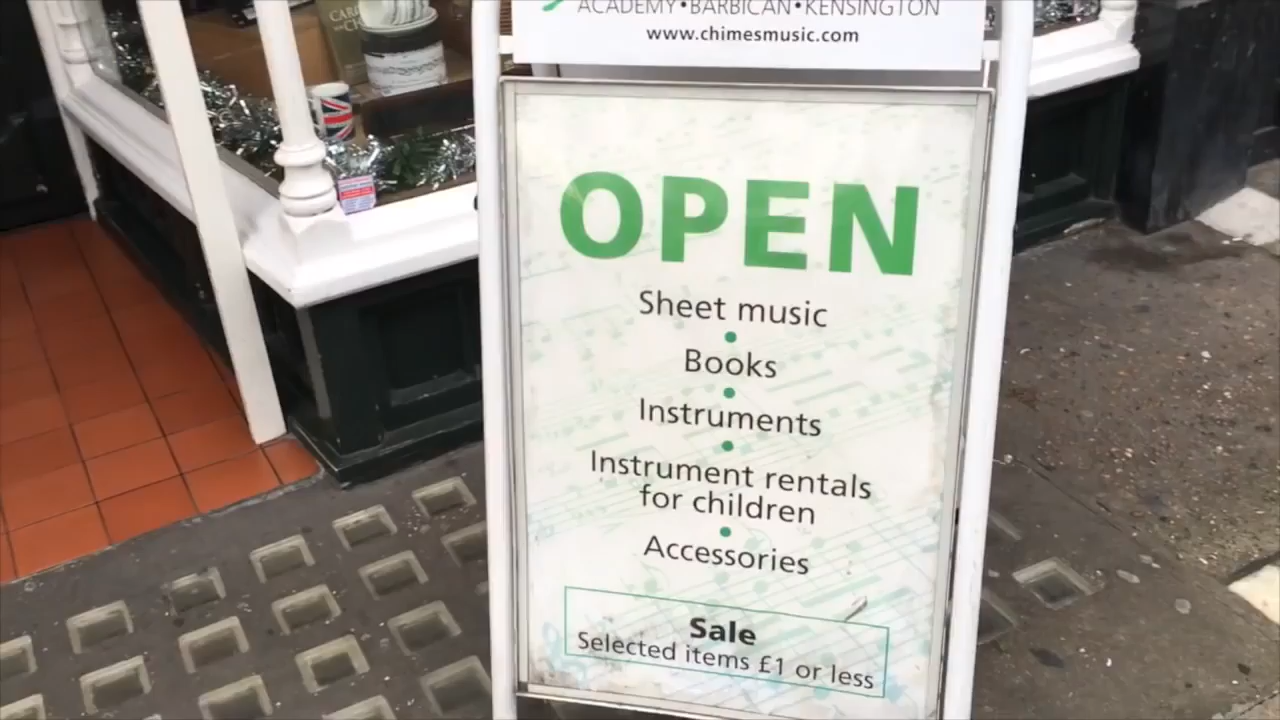 ACADEMY•BARBICAN•KENSINGTON
www.chimesmusic.com
OPEN
Sheet music
•
Books
•
Instruments
•
Instrument rentals
for children
•
Accessories
Sale
Selected items £1 or less